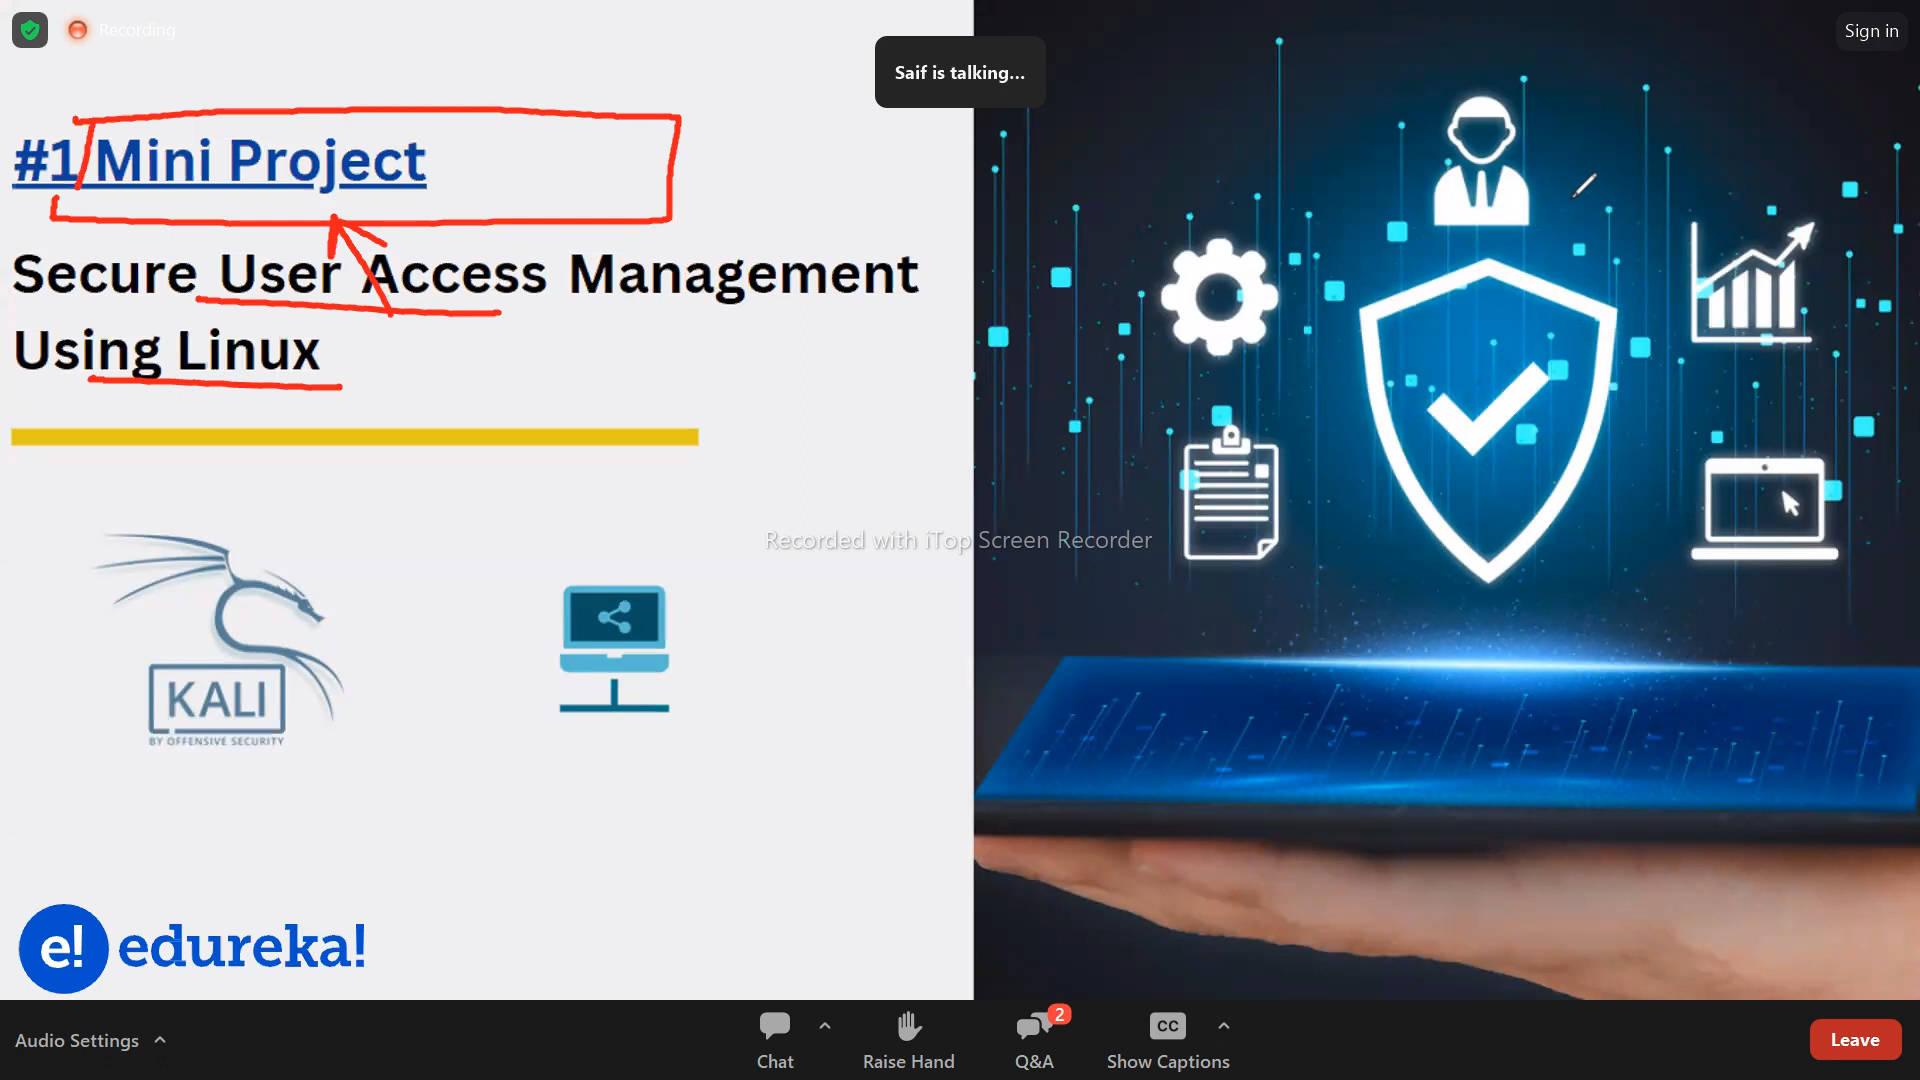 Recording
Sign in
Saif is talking...
#1 Mini Project
Secure User Access Management
Using Linux
Recorded with iTop Screen Recorder
KALI
BY OFFENSIVE SECURITY
e! edureka!
Audio Settings
Chat
Raise Hand
2
Q&A
CC
Show Captions
Leave